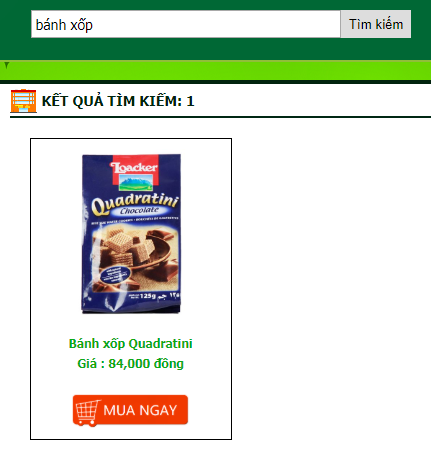 bánh xốp
Tìm kiếm
KẾT QUẢ TÌM KIẾM: 1
Loacker
Quadratini
Chocolate
125g
Bánh xốp Quadratini
Giá : 84,000 đồng
MUA NGAY